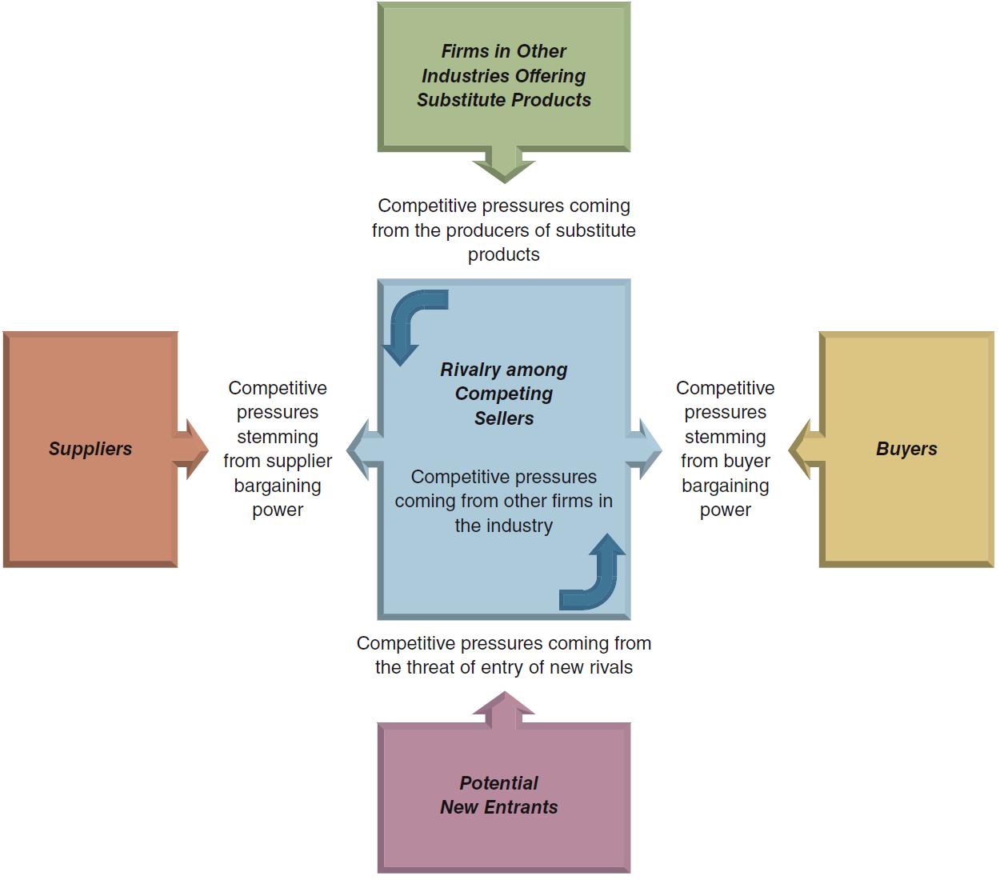 Firms in Other
Industries Offering
Substitute Products
Competitive pressures coming
from the producers of substitute
products
Suppliers
Competitive
pressures
stemming
from supplier
bargaining
power
Rivalry among
Competing
Sellers
Competitive pressures
coming from other firms in
the industry
Competitive
pressures
stemming
from buyer
bargaining
power
Buyers
Competitive pressures coming from
the threat of entry of new rivals
Potential
New Entrants